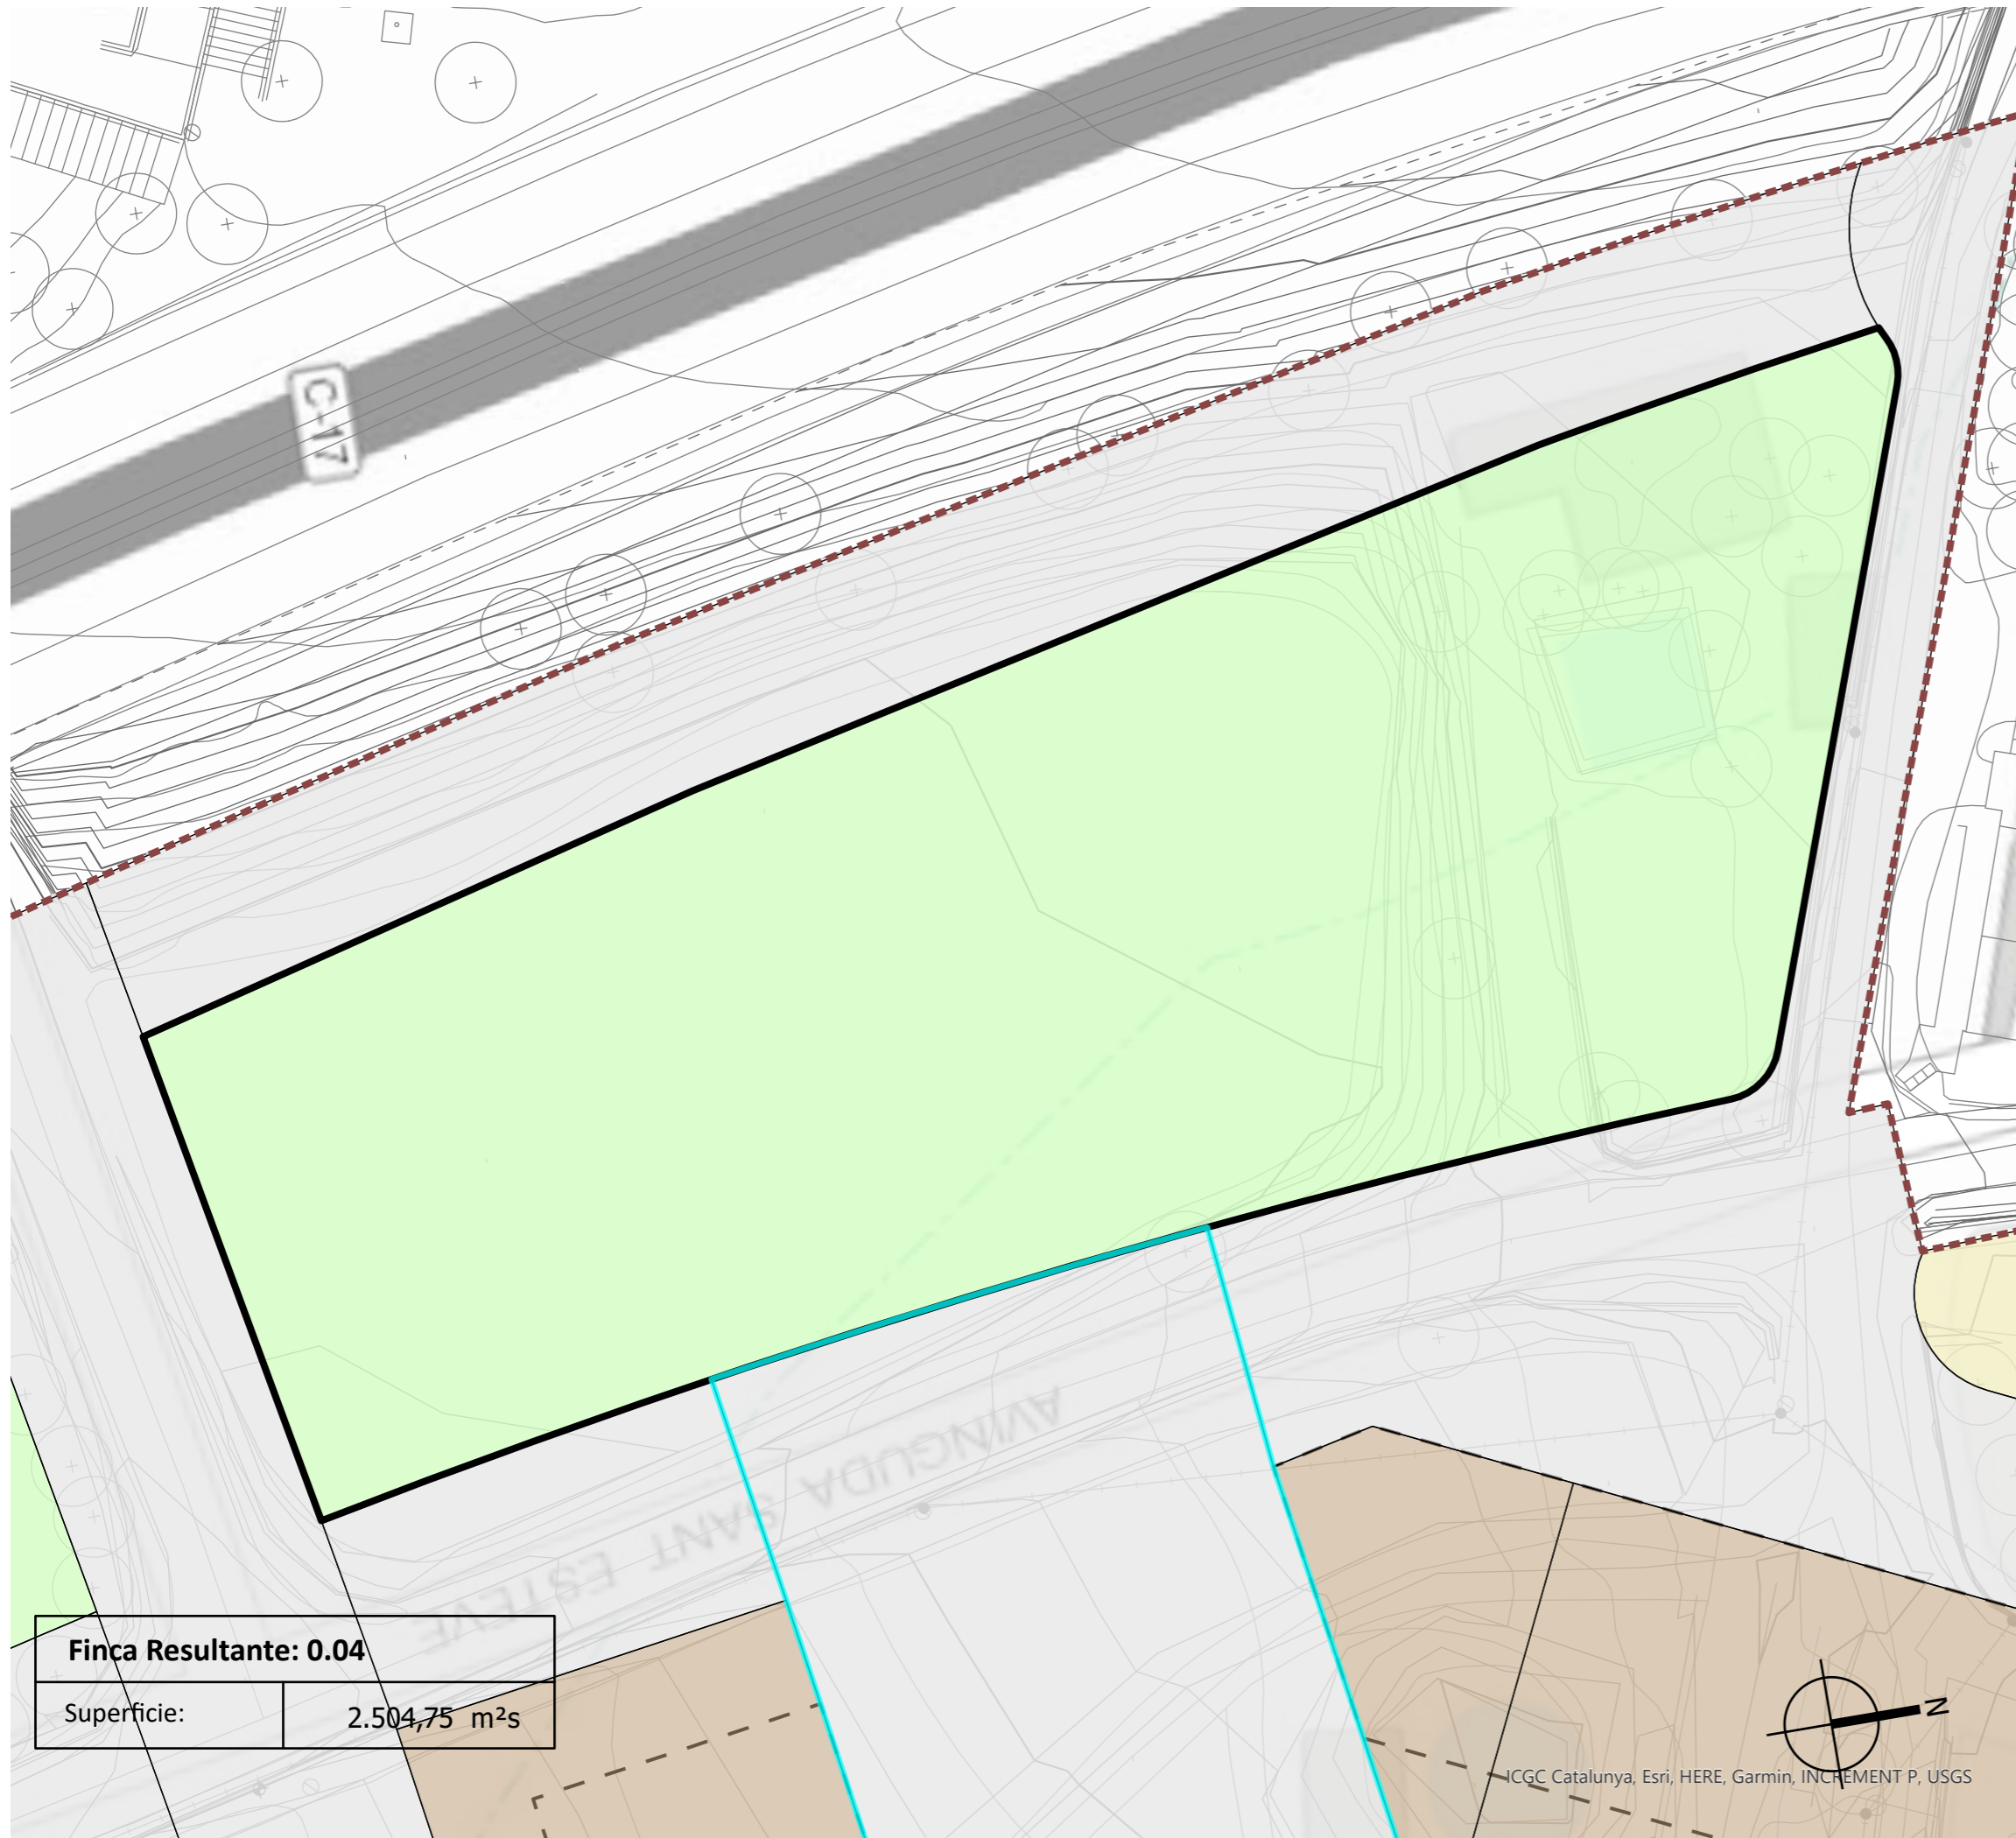 C-17
AVINGUDA SANT ESTEVE
Finca Resultante: 0.04
Superficie: 2.504,75 m²s
N
ICGC Catalunya, Esri, HERE, Garmin, INCREMENT P, USGS